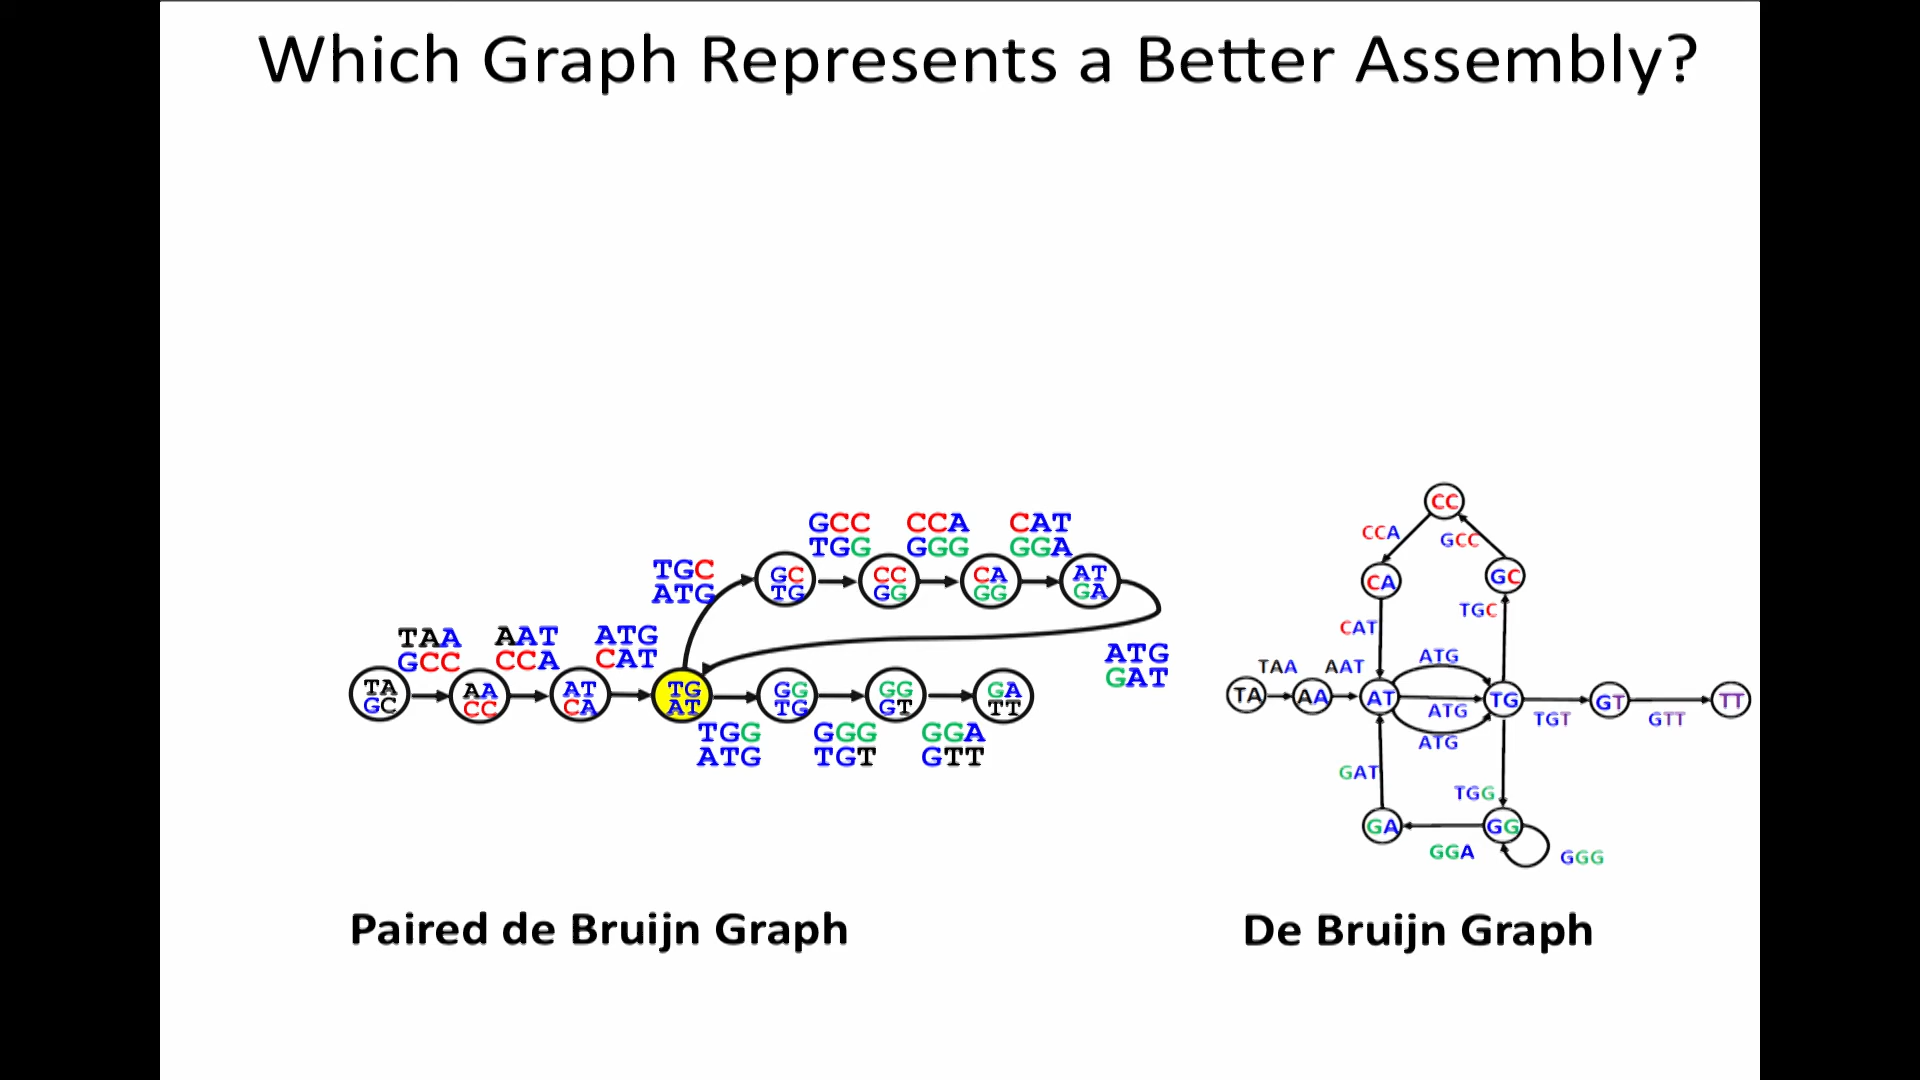 Which Graph Represents a Better Assembly?
GCC CCA CAT
TGG GGG GGA
TGC
ATG
GC CC CA AT
TG GG GG GA
TAA AAT ATG
GCC CCA CAT
ATG
GAT
TA AA AT TG GG GG GA
GC CC CA AT TG GT TT
TGG GGG GGA
ATG TGT GTT
Paired de Bruijn Graph
CC
CCA GCC
CA GC
TGC
CAT
ATG
TAA AAT
TA AA AT TG GT TT
ATG TGT GTT
ATG
GAT
TGG
GA GG
GGA GGG
De Bruijn Graph